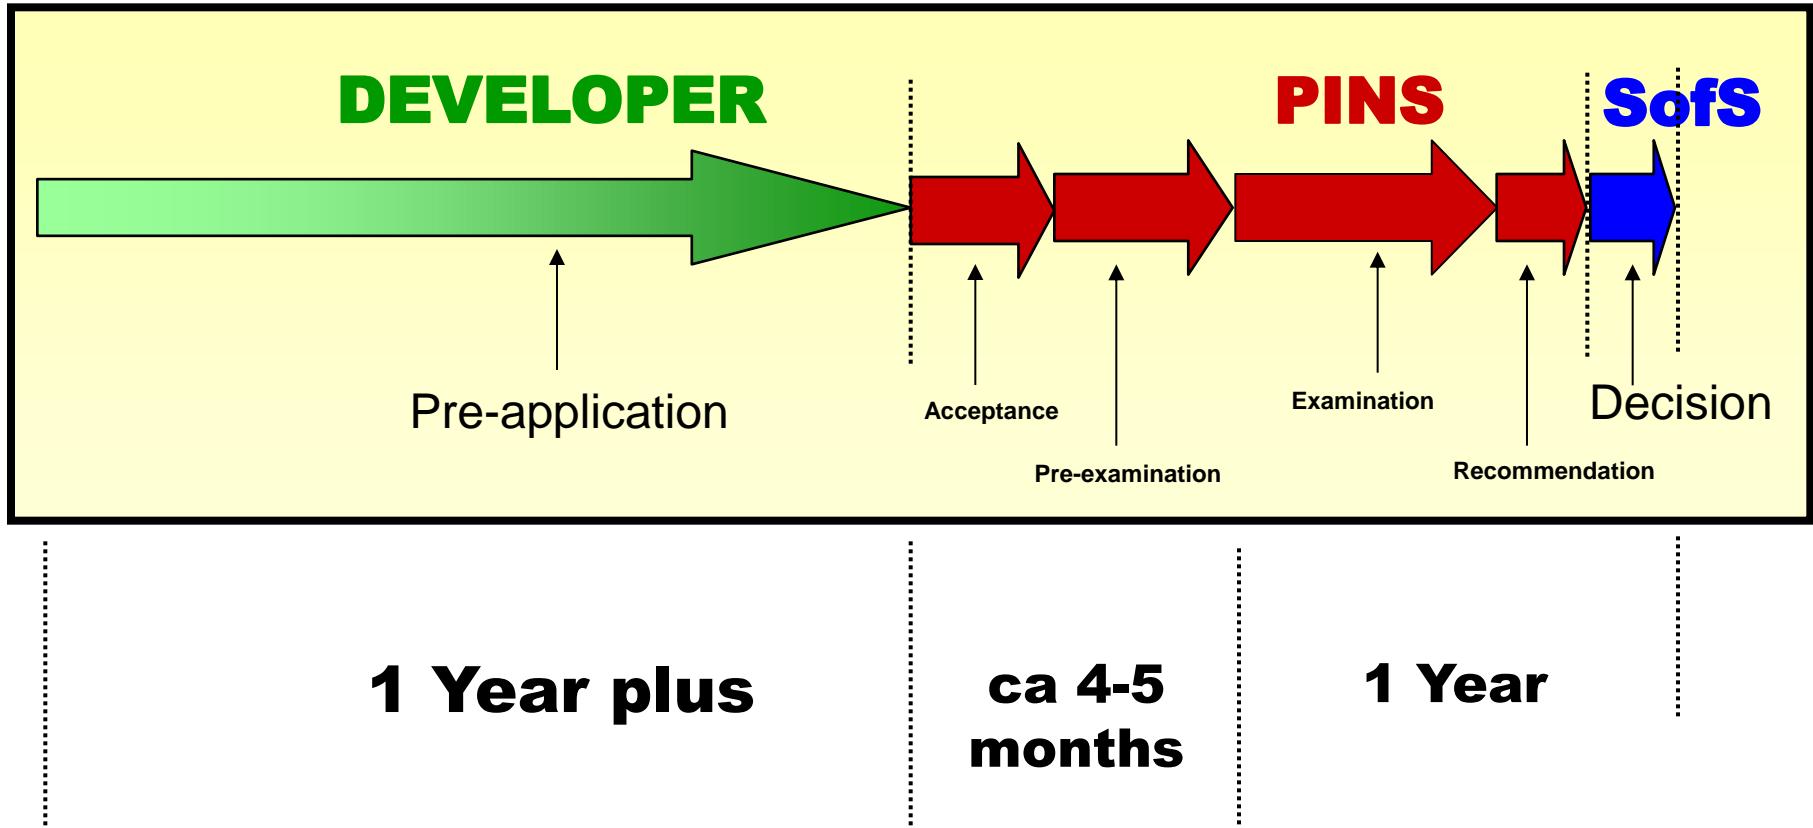 DEVELOPER
PINS
SofS
Pre-application
Acceptance
Pre-examination
Examination
Recommendation
Decision
1 Year plus
ca 4-5
months
1 Year